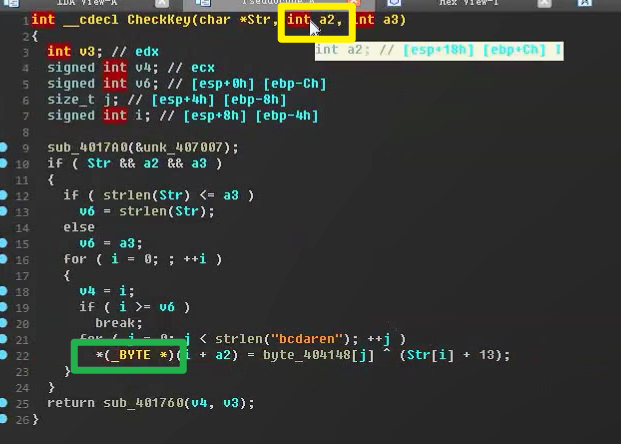 IDA View-A Pseudocode-A Hex View-1
1 int __cdecl CheckKey(char *Str, int a2, int a3)
2 {
int a2; // [esp+18h] [ebp+Ch]
3 int v3; // edx
4 signed int v4; // ecx
5 signed int v6; // [esp+0h] [ebp-Ch]
6 size_t j; // [esp+4h] [ebp-8h]
7 signed int i; // [esp+8h] [ebp-4h]
8
9 sub_4017A0(&unk_407007);
10 if ( Str && a2 && a3 )
11 {
12 if ( strlen(Str) <= a3 )
13 v6 = strlen(Str);
14 else
15 v6 = a3;
16 for ( i = 0; ; ++i )
17 {
18 v4 = i;
19 if ( i >= v6 )
20 break;
21 for ( j = 0; j < strlen("bcdaren"); ++j )
22 *(_BYTE *)(i + a2) = byte_404148[j] ^ (Str[i] + 13);
23 }
24 }
25 return sub_401760(v4, v3);
26 }